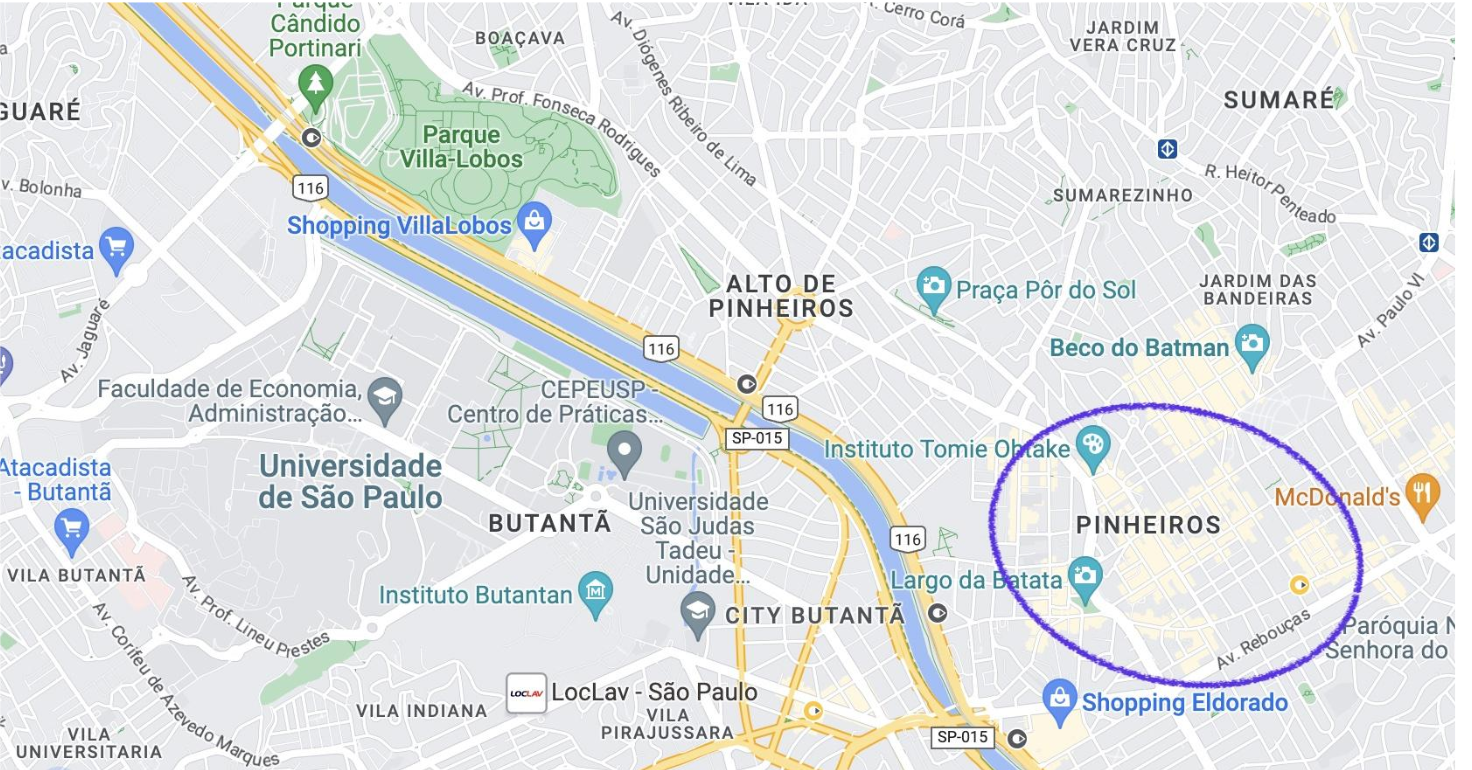 Parque
Cândido
Portinari
BOAÇAVA
VILA IDA
R. Cerro Corá
JARDIM
VERA CRUZ
Av. Diógenes Ribeiro de Lima
GUARÉ
Av. Prof. Fonseca Rodrigues
SUMARÉ
Parque
Villa-Lobos
v. Bolonha
116
R. Heitor Penteado
SUMAREZINHO
Shopping VillaLobos
tacadista
ALTO DE
PINHEIROS
Praça Pôr do Sol
JARDIM DAS
BANDEIRAS
Av. Paulo VI
Av. Jaguaré
116
Beco do Batman
Faculdade de Economia,
Administração...
CEPEUSP -
Centro de Práticas...
116
SP-015
Instituto Tomie Ohtake
Atacadista
- Butantã
Universidade
de São Paulo
McDonald's
BUTANTÃ
Universidade
São Judas
Tadeu -
Unidade...
PINHEIROS
116
VILA BUTANTÃ
Largo da Batata
Instituto Butantan
CITY BUTANTÃ
Av. Prof. Lineu Prestes
Av. Rebouças
Paróquia N
Senhora do
Av. Corifeu de Azevedo Marques
LOCLAV
LocLav - São Paulo
Shopping Eldorado
VILA INDIANA
VILA
PIRAJUSSARA
SP-015
VILA
UNIVERSITARIA